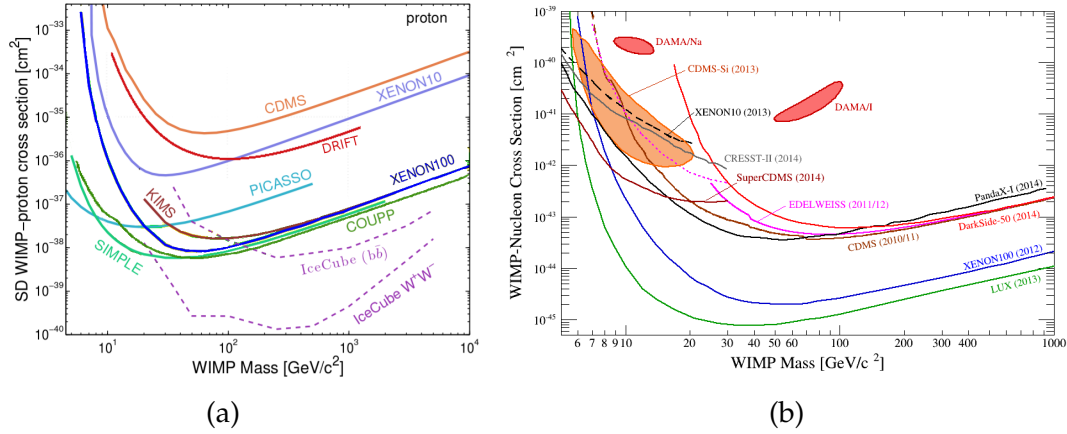 proton
SD WIMP-proton cross section [cm²]
10⁻³³
10⁻³⁴
10⁻³⁵
10⁻³⁶
10⁻³⁷
10⁻³⁸
10⁻³⁹
10⁻⁴⁰
CDMS
XENON10
DRIFT
XENON100
PICASSO
KIMS
COUPP
SIMPLE
IceCube (bb̄)
IceCube W⁺W⁻
10¹ 10² 10³ 10⁴
WIMP Mass [GeV/c²]
(a)
WIMP-Nucleon Cross Section [cm ²]
10⁻³⁹
10⁻⁴⁰
10⁻⁴¹
10⁻⁴²
10⁻⁴³
10⁻⁴⁴
10⁻⁴⁵
DAMA/Na
CDMS-Si (2013)
DAMA/I
XENON10 (2013)
CRESST-II (2014)
SuperCDMS (2014)
PandaX-I (2014)
EDELWEISS (2011/12)
DarkSide-50 (2014)
CDMS (2010/11)
XENON100 (2012)
LUX (2013)
6 7 8 9 10 20 30 40 100 200 300 400 1000
WIMP Mass [GeV/c ²]
(b)